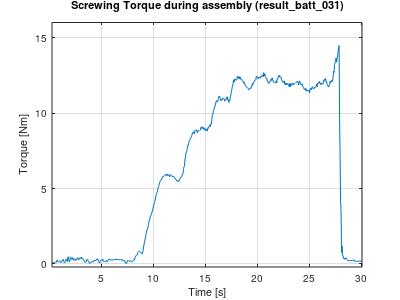 Screwing Torque during assembly (result_batt_031)
15
10
5
0
Torque [Nm]
5 10 15 20 25 30
Time [s]